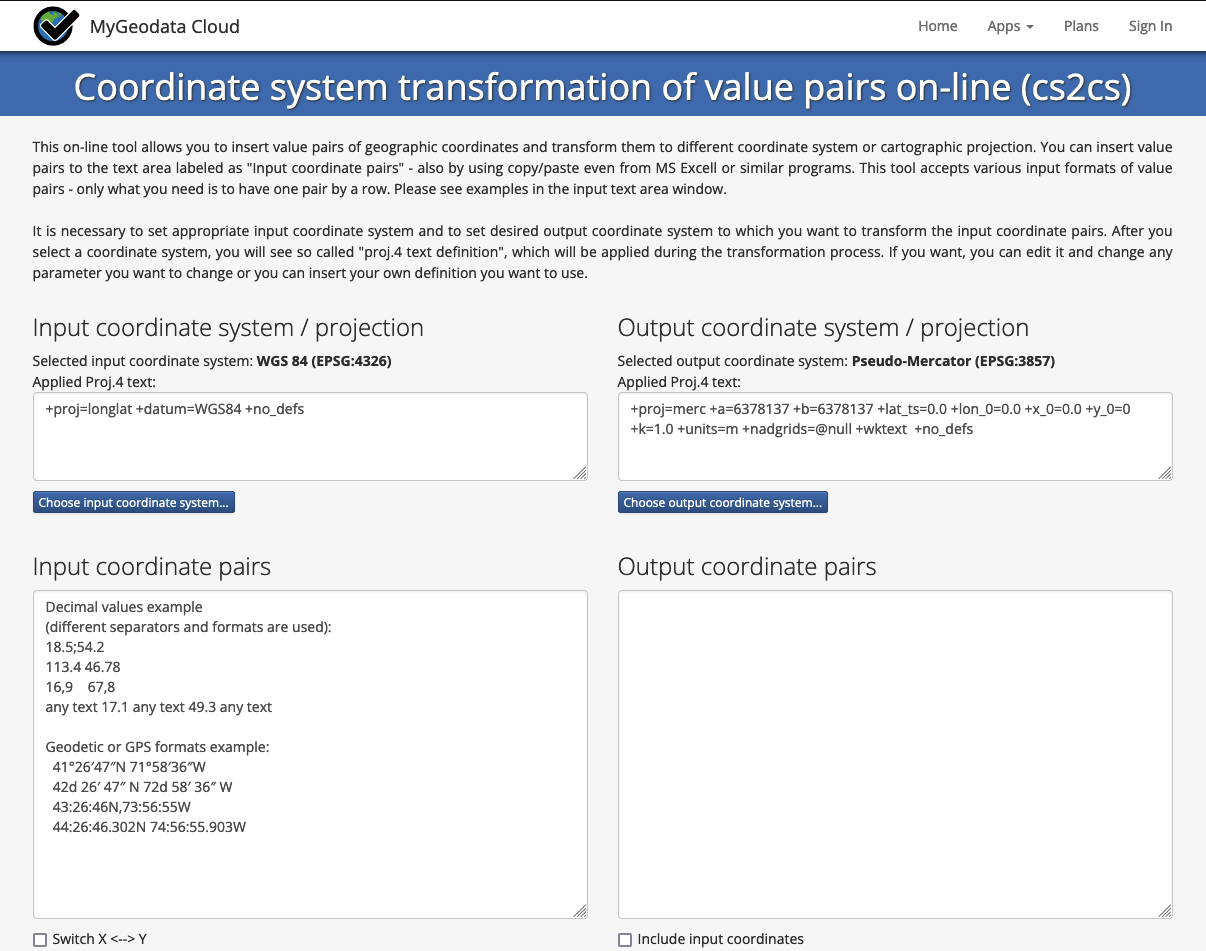 MyGeodata Cloud
Home
Apps
Plans
Sign In
Coordinate system transformation of value pairs on-line (cs2cs)
This on-line tool allows you to insert value pairs of geographic coordinates and transform them to different coordinate system or cartographic projection. You can insert value
pairs to the text area labeled as "Input coordinate pairs" - also by using copy/paste even from MS Excell or similar programs. This tool accepts various input formats of value
pairs - only what you need is to have one pair by a row. Please see examples in the input text area window.
It is necessary to set appropriate input coordinate system and to set desired output coordinate system to which you want to transform the input coordinate pairs. After you
select a coordinate system, you will see so called "proj.4 text definition", which will be applied during the transformation process. If you want, you can edit it and change any
parameter you want to change or you can insert your own definition you want to use.
Input coordinate system / projection
Selected input coordinate system: WGS 84 (EPSG:4326)
Applied Proj.4 text:
+proj=longlat +datum=WGS84 +no_defs
Choose input coordinate system...
Output coordinate system / projection
Selected output coordinate system: Pseudo-Mercator (EPSG:3857)
Applied Proj.4 text:
+proj=merc +a=6378137 +b=6378137 +lat_ts=0.0 +lon_0=0.0 +x_0=0.0 +y_0=0
+k=1.0 +units=m +nadgrids=@null +wktext  +no_defs
Choose output coordinate system...
Input coordinate pairs
Decimal values example
(different separators and formats are used):
18.5;54.2
113.4 46.78
16,9    67,8
any text 17.1 any text 49.3 any text
Geodetic or GPS formats example:
41°26′47″N 71°58′36″W
42d 26′ 47″ N 72d 58′ 36″ W
43:26:46N,73:56:55W
44:26:46.302N 74:56:55.903W
Switch X <--> Y
Output coordinate pairs
Include input coordinates